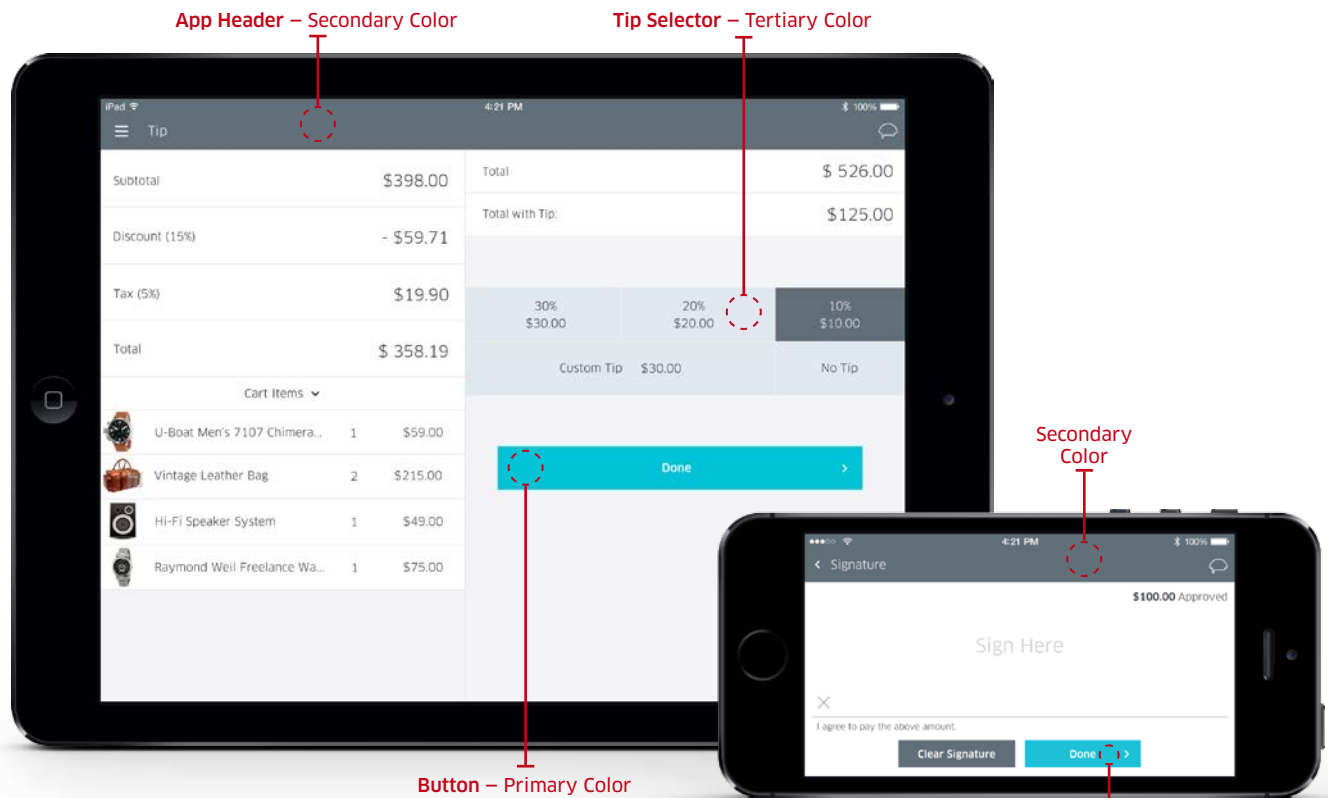 App Header – Secondary Color
Tip Selector – Tertiary Color
iPad 4:21 PM 100%
Tip
Subtotal $398.00
Discount (15%) - $59.71
Tax (5%) $19.90
Total $ 358.19
Cart Items
U-Boat Men's 7107 Chimera... 1 $59.00
Vintage Leather Bag 2 $215.00
Hi-Fi Speaker System 1 $49.00
Raymond Weil Freelance Wa... 1 $75.00
Total $ 526.00
Total with Tip: $125.00
30% 20% 10%
$30.00 $20.00 $10.00
Custom Tip $30.00 No Tip
Done
Button – Primary Color
Secondary
Color
4:21 PM 100%
Signature
$100.00 Approved
Sign Here
I agree to pay the above amount.
Clear Signature Done